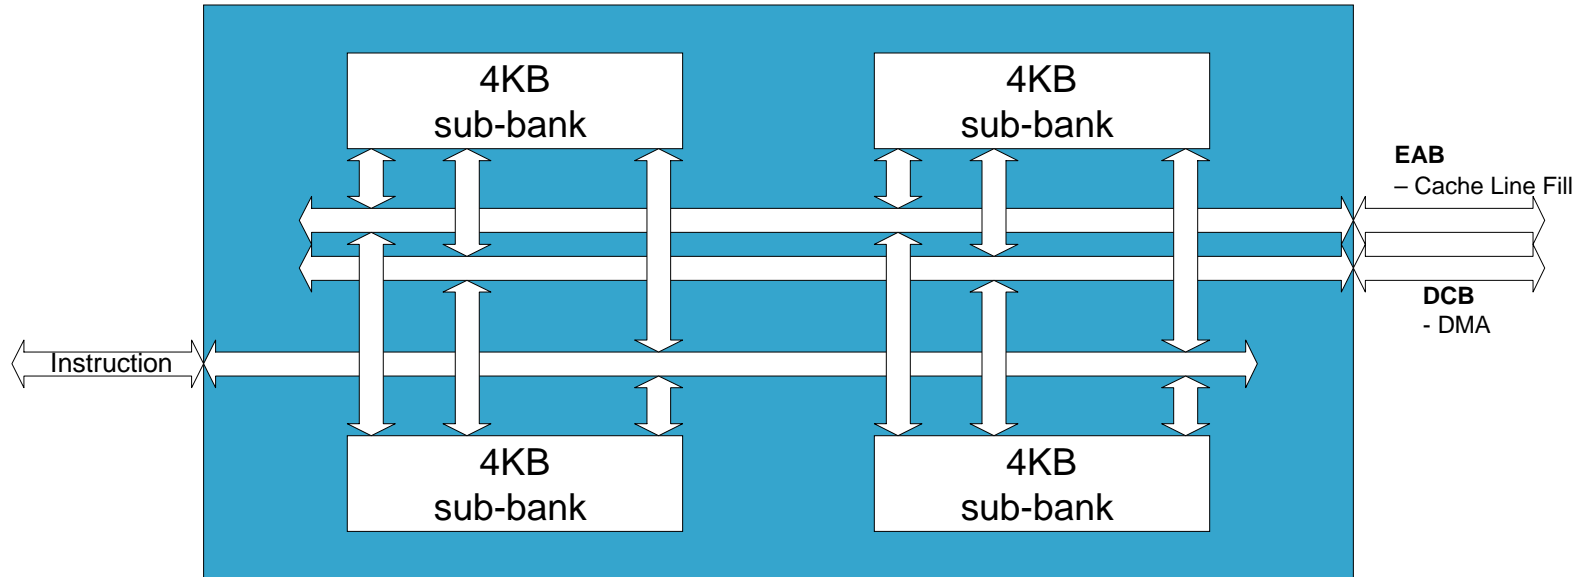 4KB
sub-bank
4KB
sub-bank
EAB
– Cache Line Fill
DCB
- DMA
Instruction
4KB
sub-bank
4KB
sub-bank